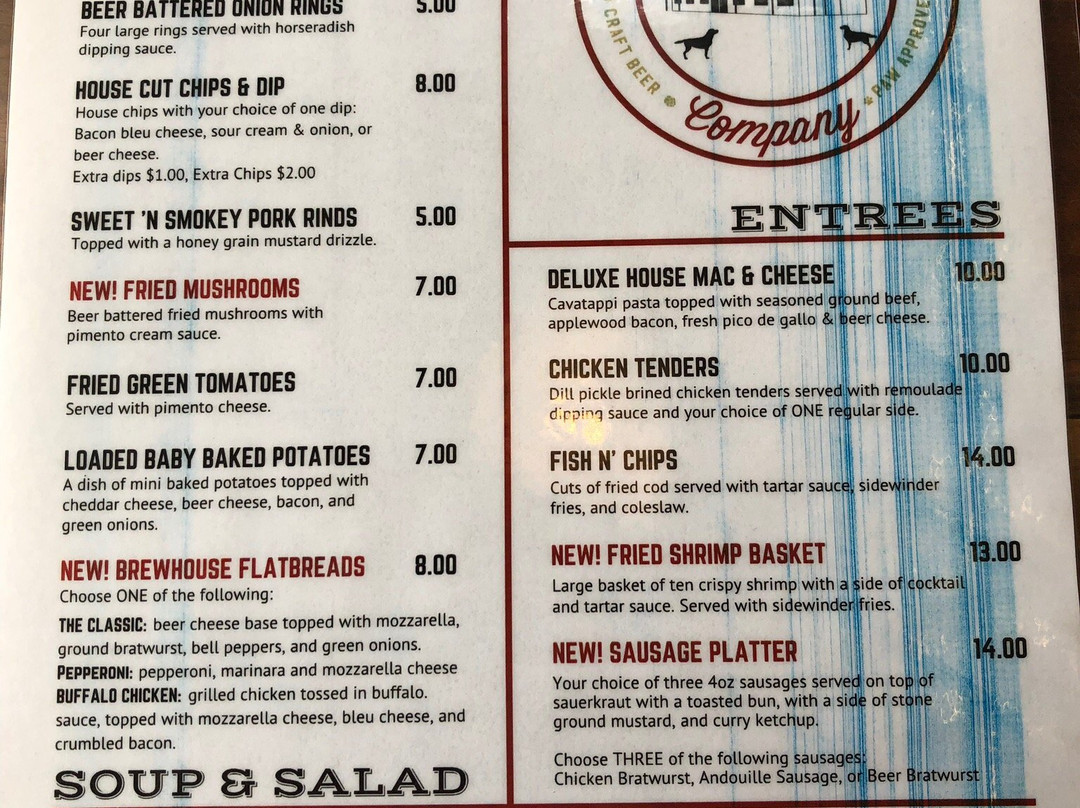 BEER BATTERED ONION RINGS 5.00
Four large rings served with horseradish
dipping sauce.
HOUSE CUT CHIPS & DIP 8.00
House chips with your choice of one dip:
Bacon bleu cheese, sour cream & onion, or
beer cheese.
Extra dips $1.00, Extra Chips $2.00
SWEET 'N SMOKEY PORK RINDS 5.00
Topped with a honey grain mustard drizzle.
NEW! FRIED MUSHROOMS 7.00
Beer battered fried mushrooms with
pimento cream sauce.
FRIED GREEN TOMATOES 7.00
Served with pimento cheese.
LOADED BABY BAKED POTATOES 7.00
A dish of mini baked potatoes topped with
cheddar cheese, beer cheese, bacon, and
green onions.
NEW! BREWHOUSE FLATBREADS 8.00
Choose ONE of the following:
THE CLASSIC: beer cheese base topped with mozzarella,
ground bratwurst, bell peppers, and green onions.
PEPPERONI: pepperoni, marinara and mozzarella cheese
BUFFALO CHICKEN: grilled chicken tossed in buffalo.
sauce, topped with mozzarella cheese, bleu cheese, and
crumbled bacon.
SOUP & SALAD
CRAFT BEER
PAW APPROVE
Company
ENTREES
DELUXE HOUSE MAC & CHEESE 10.00
Cavatappi pasta topped with seasoned ground beef,
applewood bacon, fresh pico de gallo & beer cheese.
CHICKEN TENDERS 10.00
Dill pickle brined chicken tenders served with remoulade
dipping sauce and your choice of ONE regular side.
FISH N' CHIPS 14.00
Cuts of fried cod served with tartar sauce, sidewinder
fries, and coleslaw.
NEW! FRIED SHRIMP BASKET 13.00
Large basket of ten crispy shrimp with a side of cocktail
and tartar sauce. Served with sidewinder fries.
NEW! SAUSAGE PLATTER 14.00
Your choice of three 4oz sausages served on top of
sauerkraut with a toasted bun, with a side of stone
ground mustard, and curry ketchup.
Choose THREE of the following sausages:
Chicken Bratwurst, Andouille Sausage, or Beer Bratwurst